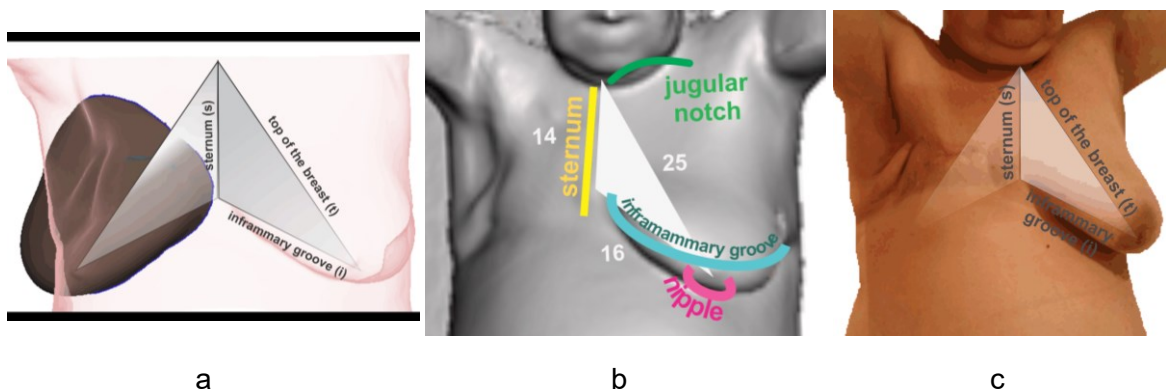 sternum (s)
top of the breast (t)
inframmary groove (i)
jugular
notch
14
sternum
25
inframammary groove
16
nipple
sternum (s)
top of the breast (t)
inframmary
groove (i)
a
b
c